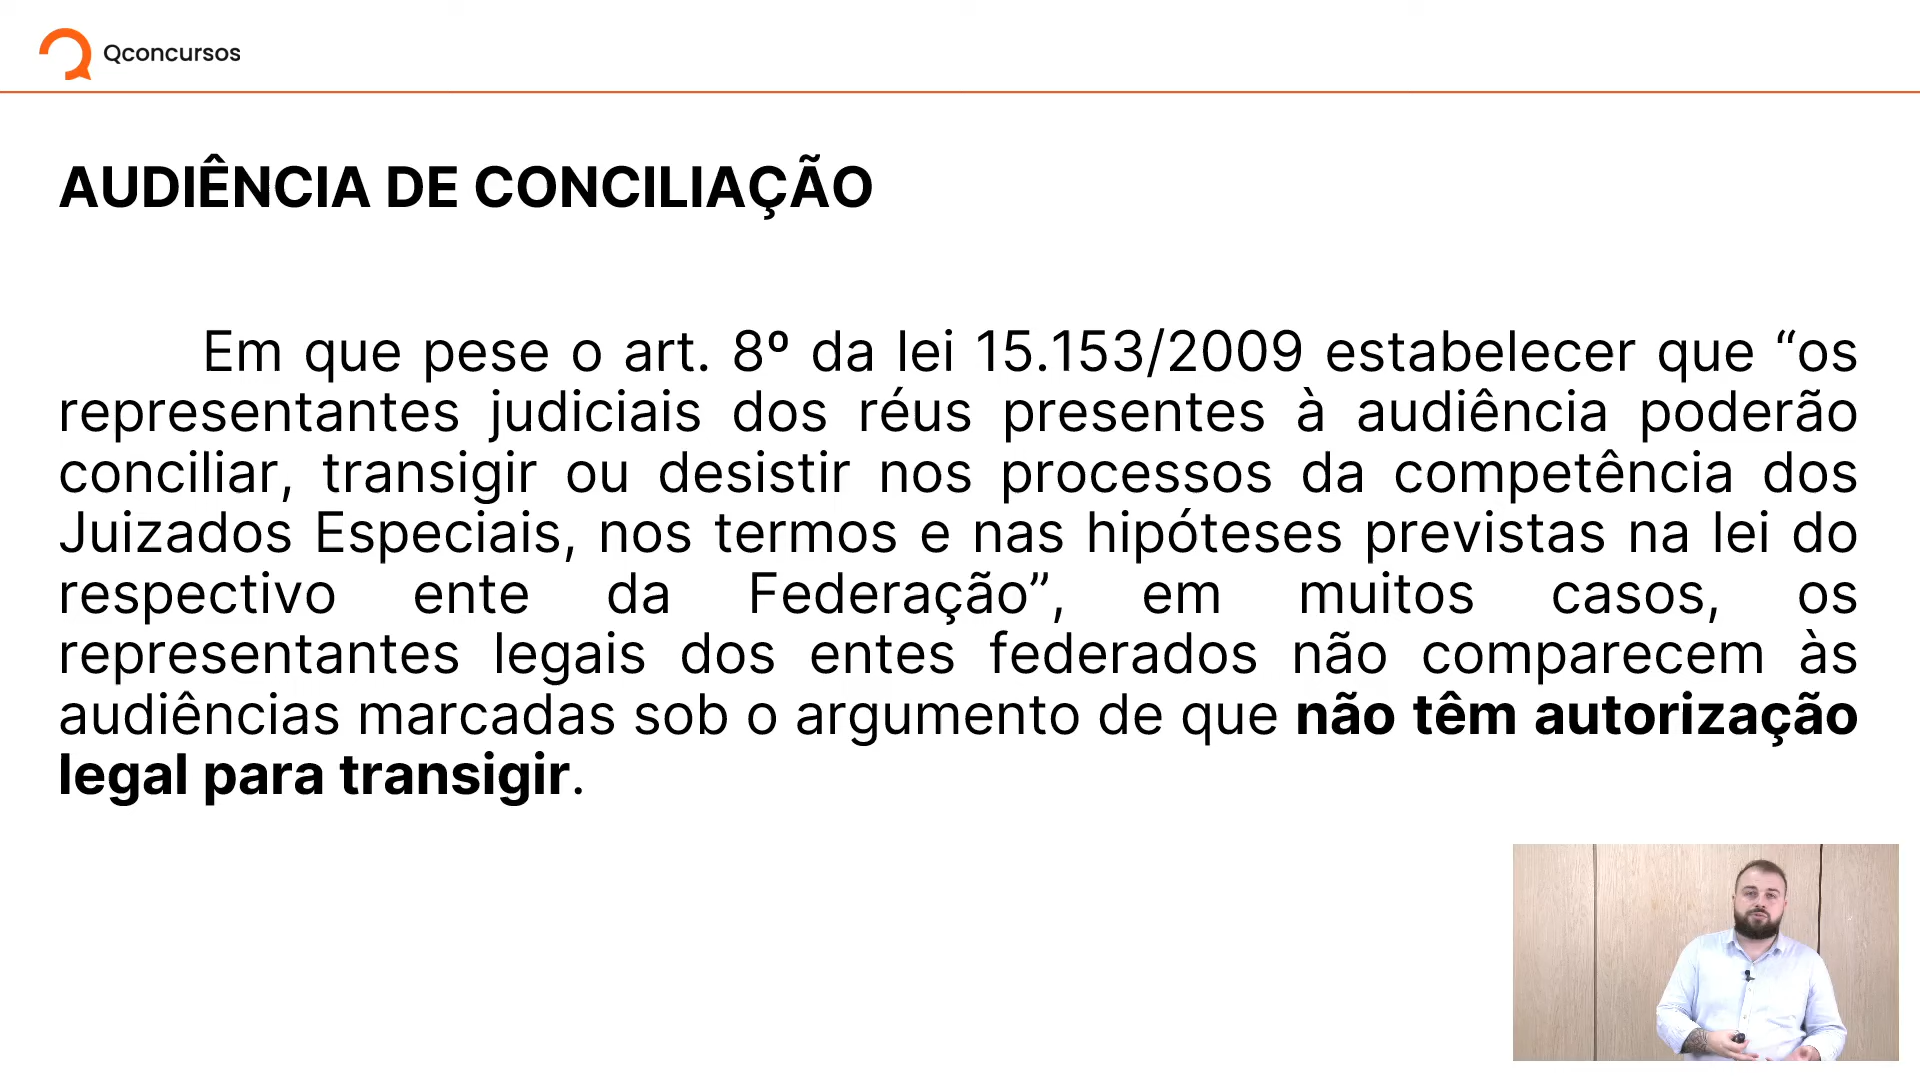 Qconcursos
AUDIÊNCIA DE CONCILIAÇÃO
Em que pese o art. 8º da lei 15.153/2009 estabelecer que “os
representantes judiciais dos réus presentes à audiência poderão
conciliar, transigir ou desistir nos processos da competência dos
Juizados Especiais, nos termos e nas hipóteses previstas na lei do
respectivo ente da Federação”, em muitos casos, os
representantes legais dos entes federados não comparecem às
audiências marcadas sob o argumento de que não têm autorização
legal para transigir.